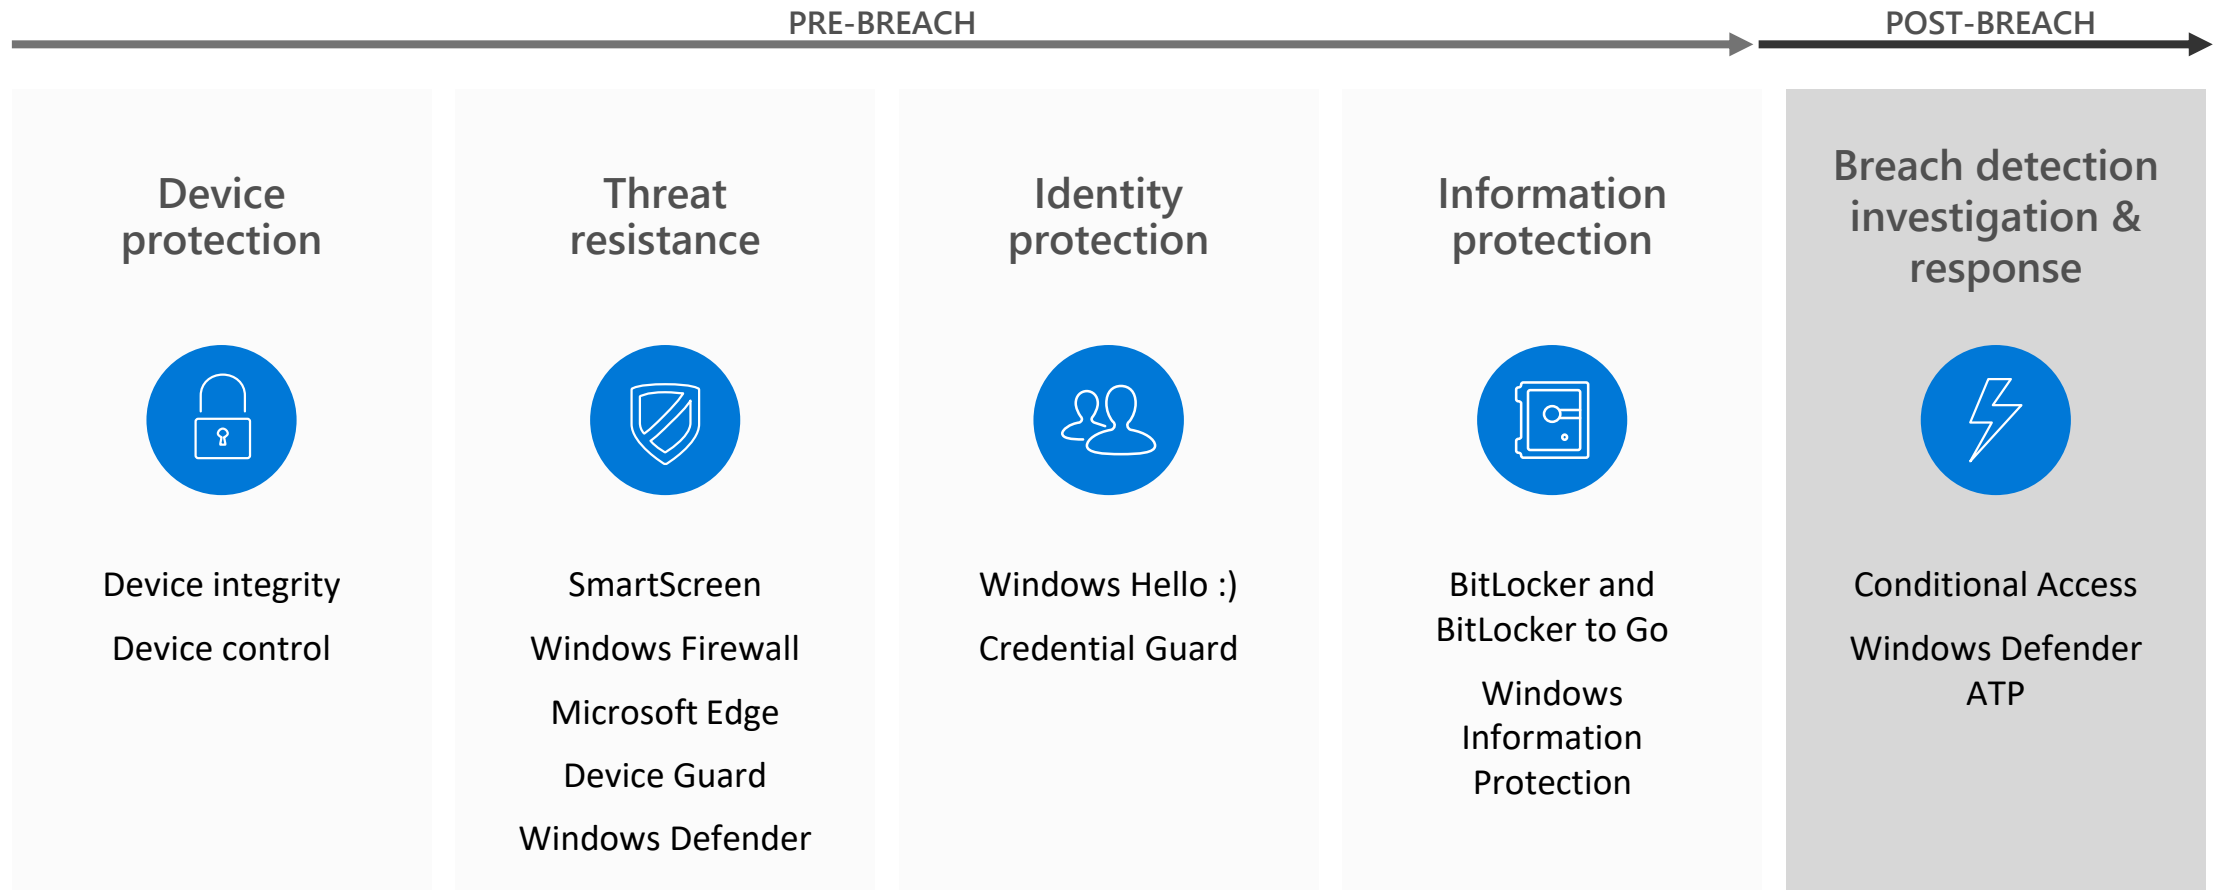 PRE-BREACH
POST-BREACH
Device
protection
Device integrity
Device control
Threat
resistance
SmartScreen
Windows Firewall
Microsoft Edge
Device Guard
Windows Defender
Identity
protection
Windows Hello :)
Credential Guard
Information
protection
BitLocker and
BitLocker to Go
Windows
Information
Protection
Breach detection
investigation &
response
Conditional Access
Windows Defender
ATP